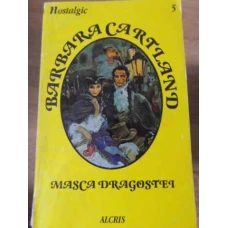 Nostalgic 5
BARBARA CARTLAND
MASCA DRAGOSTEI
ALCRIS